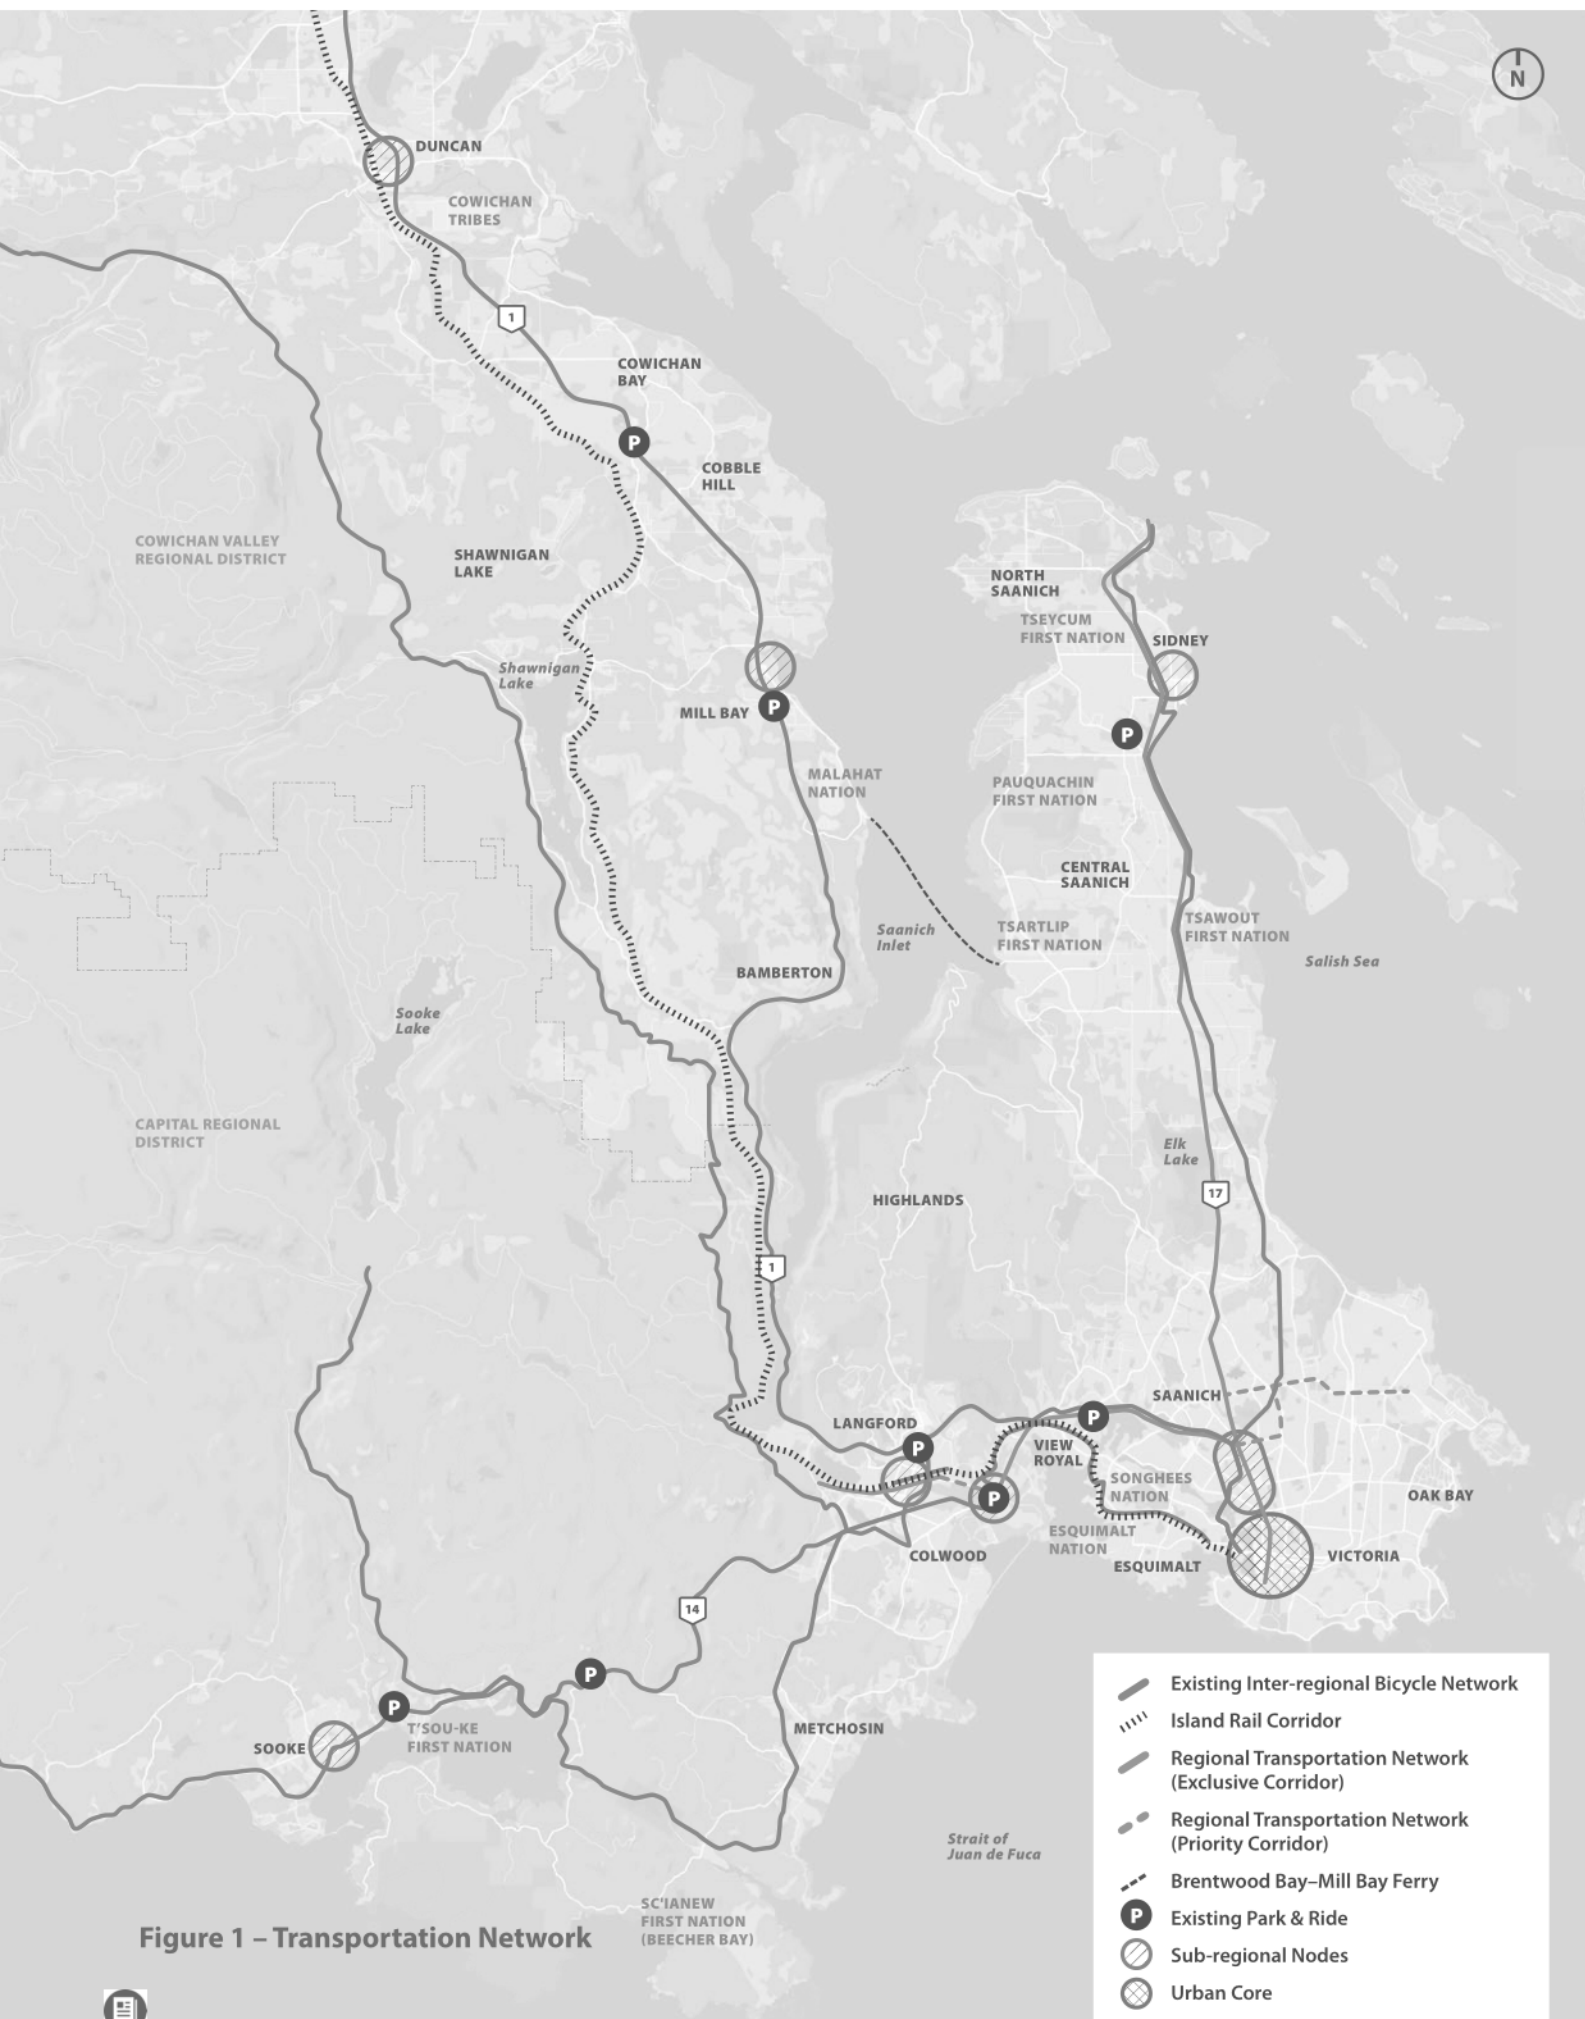 N
DUNCAN
COWICHAN
TRIBES
1
COWICHAN
BAY
P
COBBLE
HILL
COWICHAN VALLEY
REGIONAL DISTRICT
SHAWNIGAN
LAKE
NORTH
SAANICH
TSEYCUM
FIRST NATION
SIDNEY
Shawnigan
Lake
MILL BAY
P
P
MALAHAT
NATION
PAUQUACHIN
FIRST NATION
CENTRAL
SAANICH
Saanich
Inlet
TSARTLIP
FIRST NATION
TSAWOUT
FIRST NATION
Salish Sea
BAMBERTON
Sooke
Lake
CAPITAL REGIONAL
DISTRICT
Elk
Lake
HIGHLANDS
17
1
SAANICH
LANGFORD
P
P
VIEW
ROYAL
P
SONGHEES
NATION
OAK BAY
ESQUIMALT
NATION
COLWOOD
ESQUIMALT
VICTORIA
14
P
P
T'SOU-KE
FIRST NATION
SOOKE
METCHOSIN
Strait of
Juan de Fuca
SC'IANEW
FIRST NATION
(BEECHER BAY)
Existing Inter-regional Bicycle Network
Island Rail Corridor
Regional Transportation Network
(Exclusive Corridor)
Regional Transportation Network
(Priority Corridor)
Brentwood Bay–Mill Bay Ferry
P Existing Park & Ride
Sub-regional Nodes
Urban Core
Figure 1 – Transportation Network